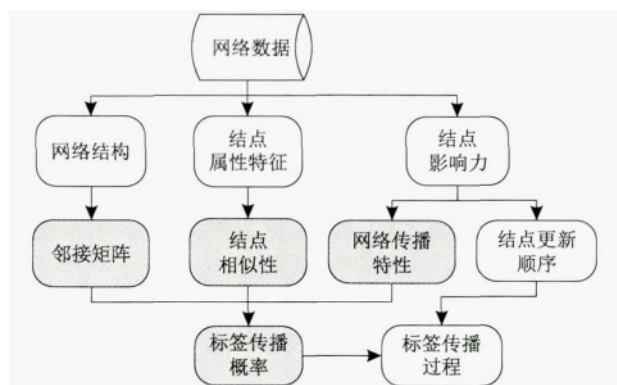 网络数据
网络结构
结点
属性特征
结点
影响力
邻接矩阵
结点
相似性
网络传播
特性
结点更新
顺序
标签传播
概率
标签传播
过程